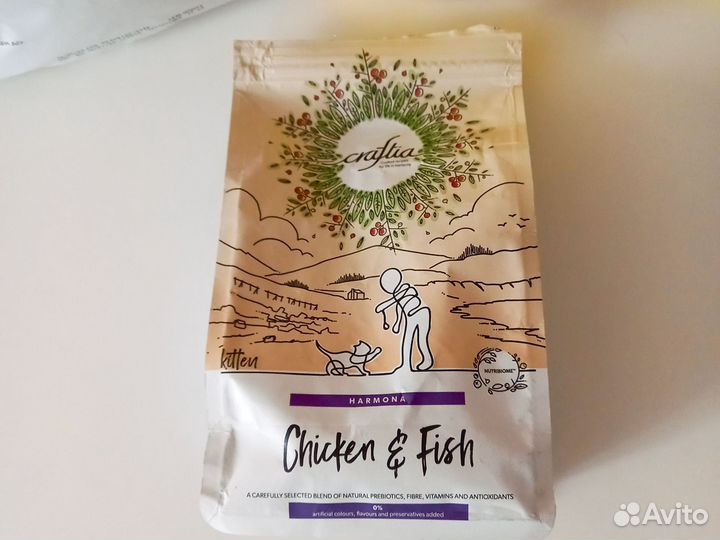 craftia
kitten
NUTRIBIOME™
HARMONA
Chicken & Fish
A CAREFULLY SELECTED BLEND OF NATURAL PREBIOTICS, FIBRE, VITAMINS AND ANTIOXIDANTS
0%
artificial colours, flavours and preservatives added
Avito